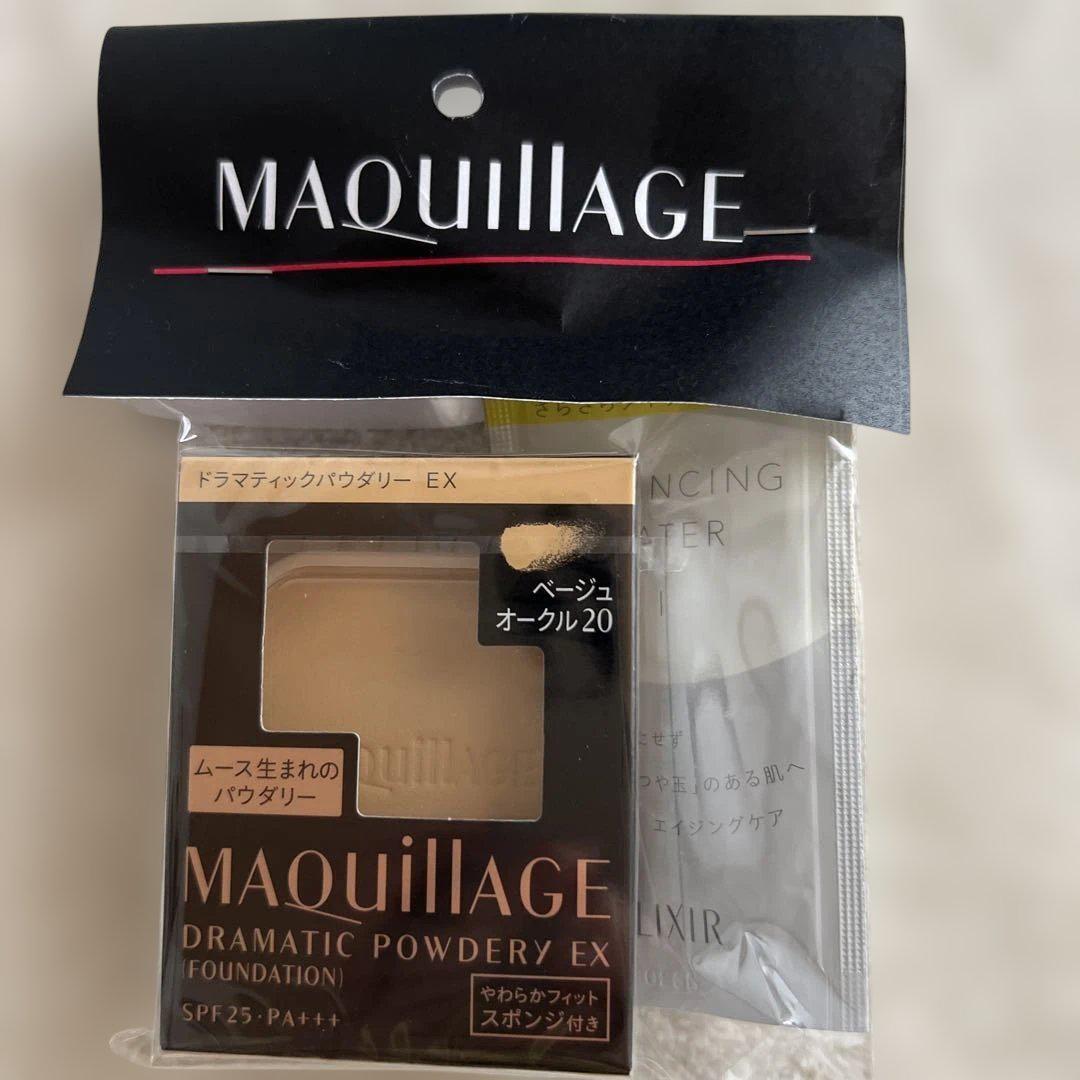 MAQuillAGE
ドラマティックパウダリー EX
ベージュ
オークル20
ムース生まれの
パウダリー
MAQuillAGE
DRAMATIC POWDERY EX
(FOUNDATION)
SPF25・PA+++
やわらかフィット
スポンジ付き
さらさら
NCING
ATER
I
にせず
つや玉」のある肌へ
エイジングケア
LIXIR